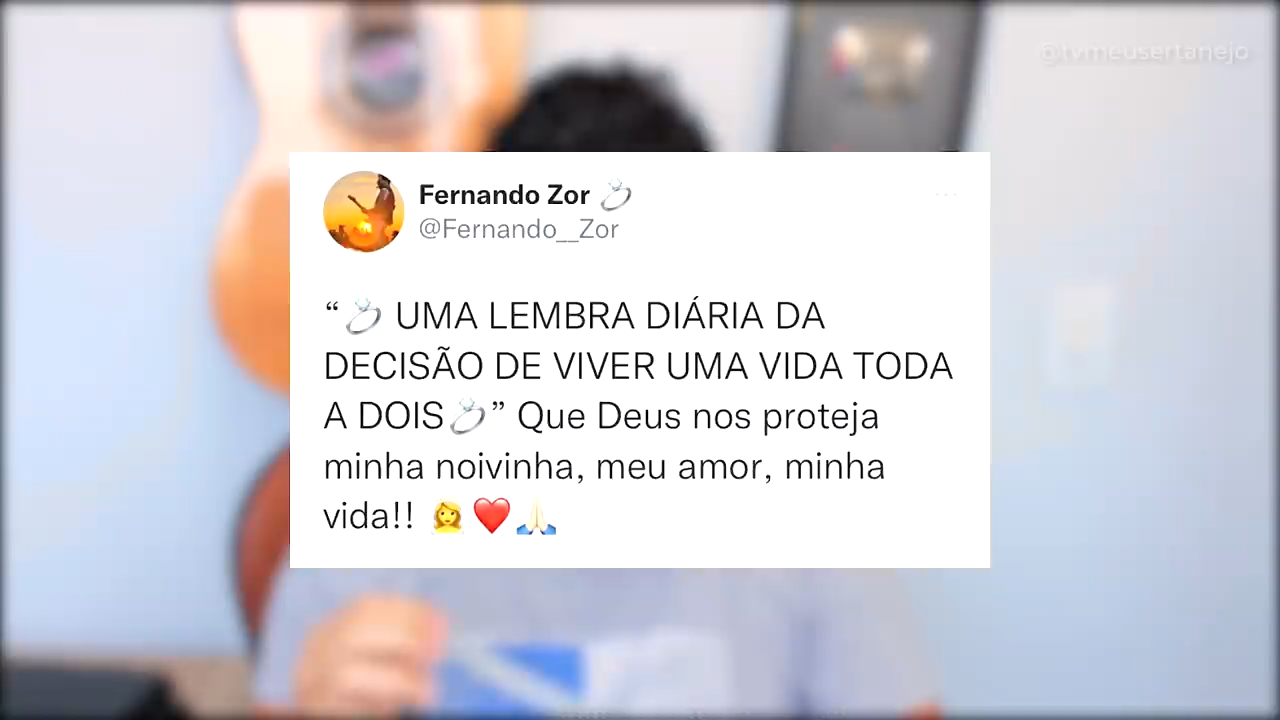 @tvmeusertanejo
Fernando Zor 💍
@Fernando__Zor
“💍 UMA LEMBRA DIÁRIA DA
DECISÃO DE VIVER UMA VIDA TODA
A DOIS💍” Que Deus nos proteja
minha noivinha, meu amor, minha
vida!! 💁‍♀️❤️🙏🏻